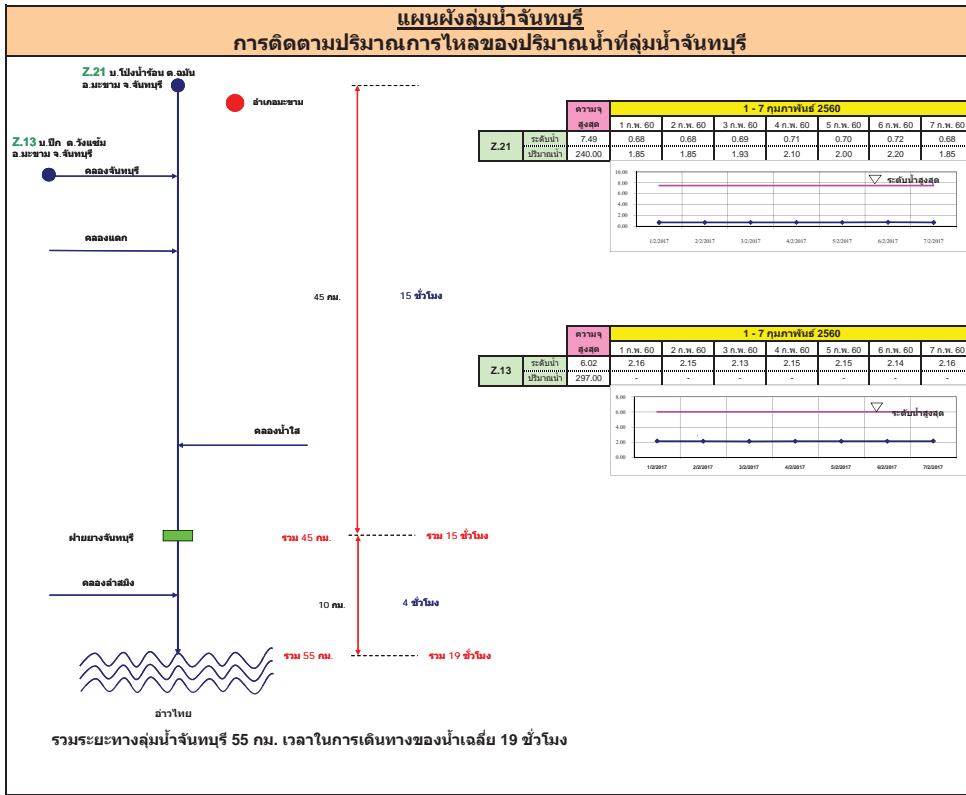 แผนผังลุ่มน้ำจันทบุรี
การติดตามปริมาณการไหลของปริมาณน้ำที่ลุ่มน้ำจันทบุรี
Z.21 บ.โป่งน้ำร้อน ต.ฉมัน
อ.มะขาม จ.จันทบุรี
อำเภอมะขาม
Z.13 บ.ปึก ต.วังแซ้ม
อ.มะขาม จ.จันทบุรี
คลองจันทบุรี
คลองแตก
45 กม. 15 ชั่วโมง
คลองน้ำใส
ฝายยางจันทบุรี
รวม 45 กม. รวม 15 ชั่วโมง
คลองลำสมิง
10 กม. 4 ชั่วโมง
รวม 55 กม. รวม 19 ชั่วโมง
อ่าวไทย
รวมระยะทางลุ่มน้ำจันทบุรี 55 กม. เวลาในการเดินทางของน้ำเฉลี่ย 19 ชั่วโมง
ความจุ 1 - 7 กุมภาพันธ์ 2560
สูงสุด 1 ก.พ. 60 2 ก.พ. 60 3 ก.พ. 60 4 ก.พ. 60 5 ก.พ. 60 6 ก.พ. 60 7 ก.พ. 60
Z.21 ระดับน้ำ 7.49 0.68 0.68 0.69 0.71 0.70 0.72 0.68
ปริมาณน้ำ 240.00 1.85 1.85 1.93 2.10 2.00 2.20 1.85
ระดับน้ำสูงสุด
10.00
8.00
6.00
4.00
2.00
0.00
1/2/2017 2/2/2017 3/2/2017 4/2/2017 5/2/2017 6/2/2017 7/2/2017
ความจุ 1 - 7 กุมภาพันธ์ 2560
สูงสุด 1 ก.พ. 60 2 ก.พ. 60 3 ก.พ. 60 4 ก.พ. 60 5 ก.พ. 60 6 ก.พ. 60 7 ก.พ. 60
Z.13 ระดับน้ำ 6.02 2.16 2.15 2.13 2.15 2.15 2.14 2.16
ปริมาณน้ำ 297.00 - - - - - - -
ระดับน้ำสูงสุด
8.00
6.00
4.00
2.00
0.00
1/2/2017 2/2/2017 3/2/2017 4/2/2017 5/2/2017 6/2/2017 7/2/2017